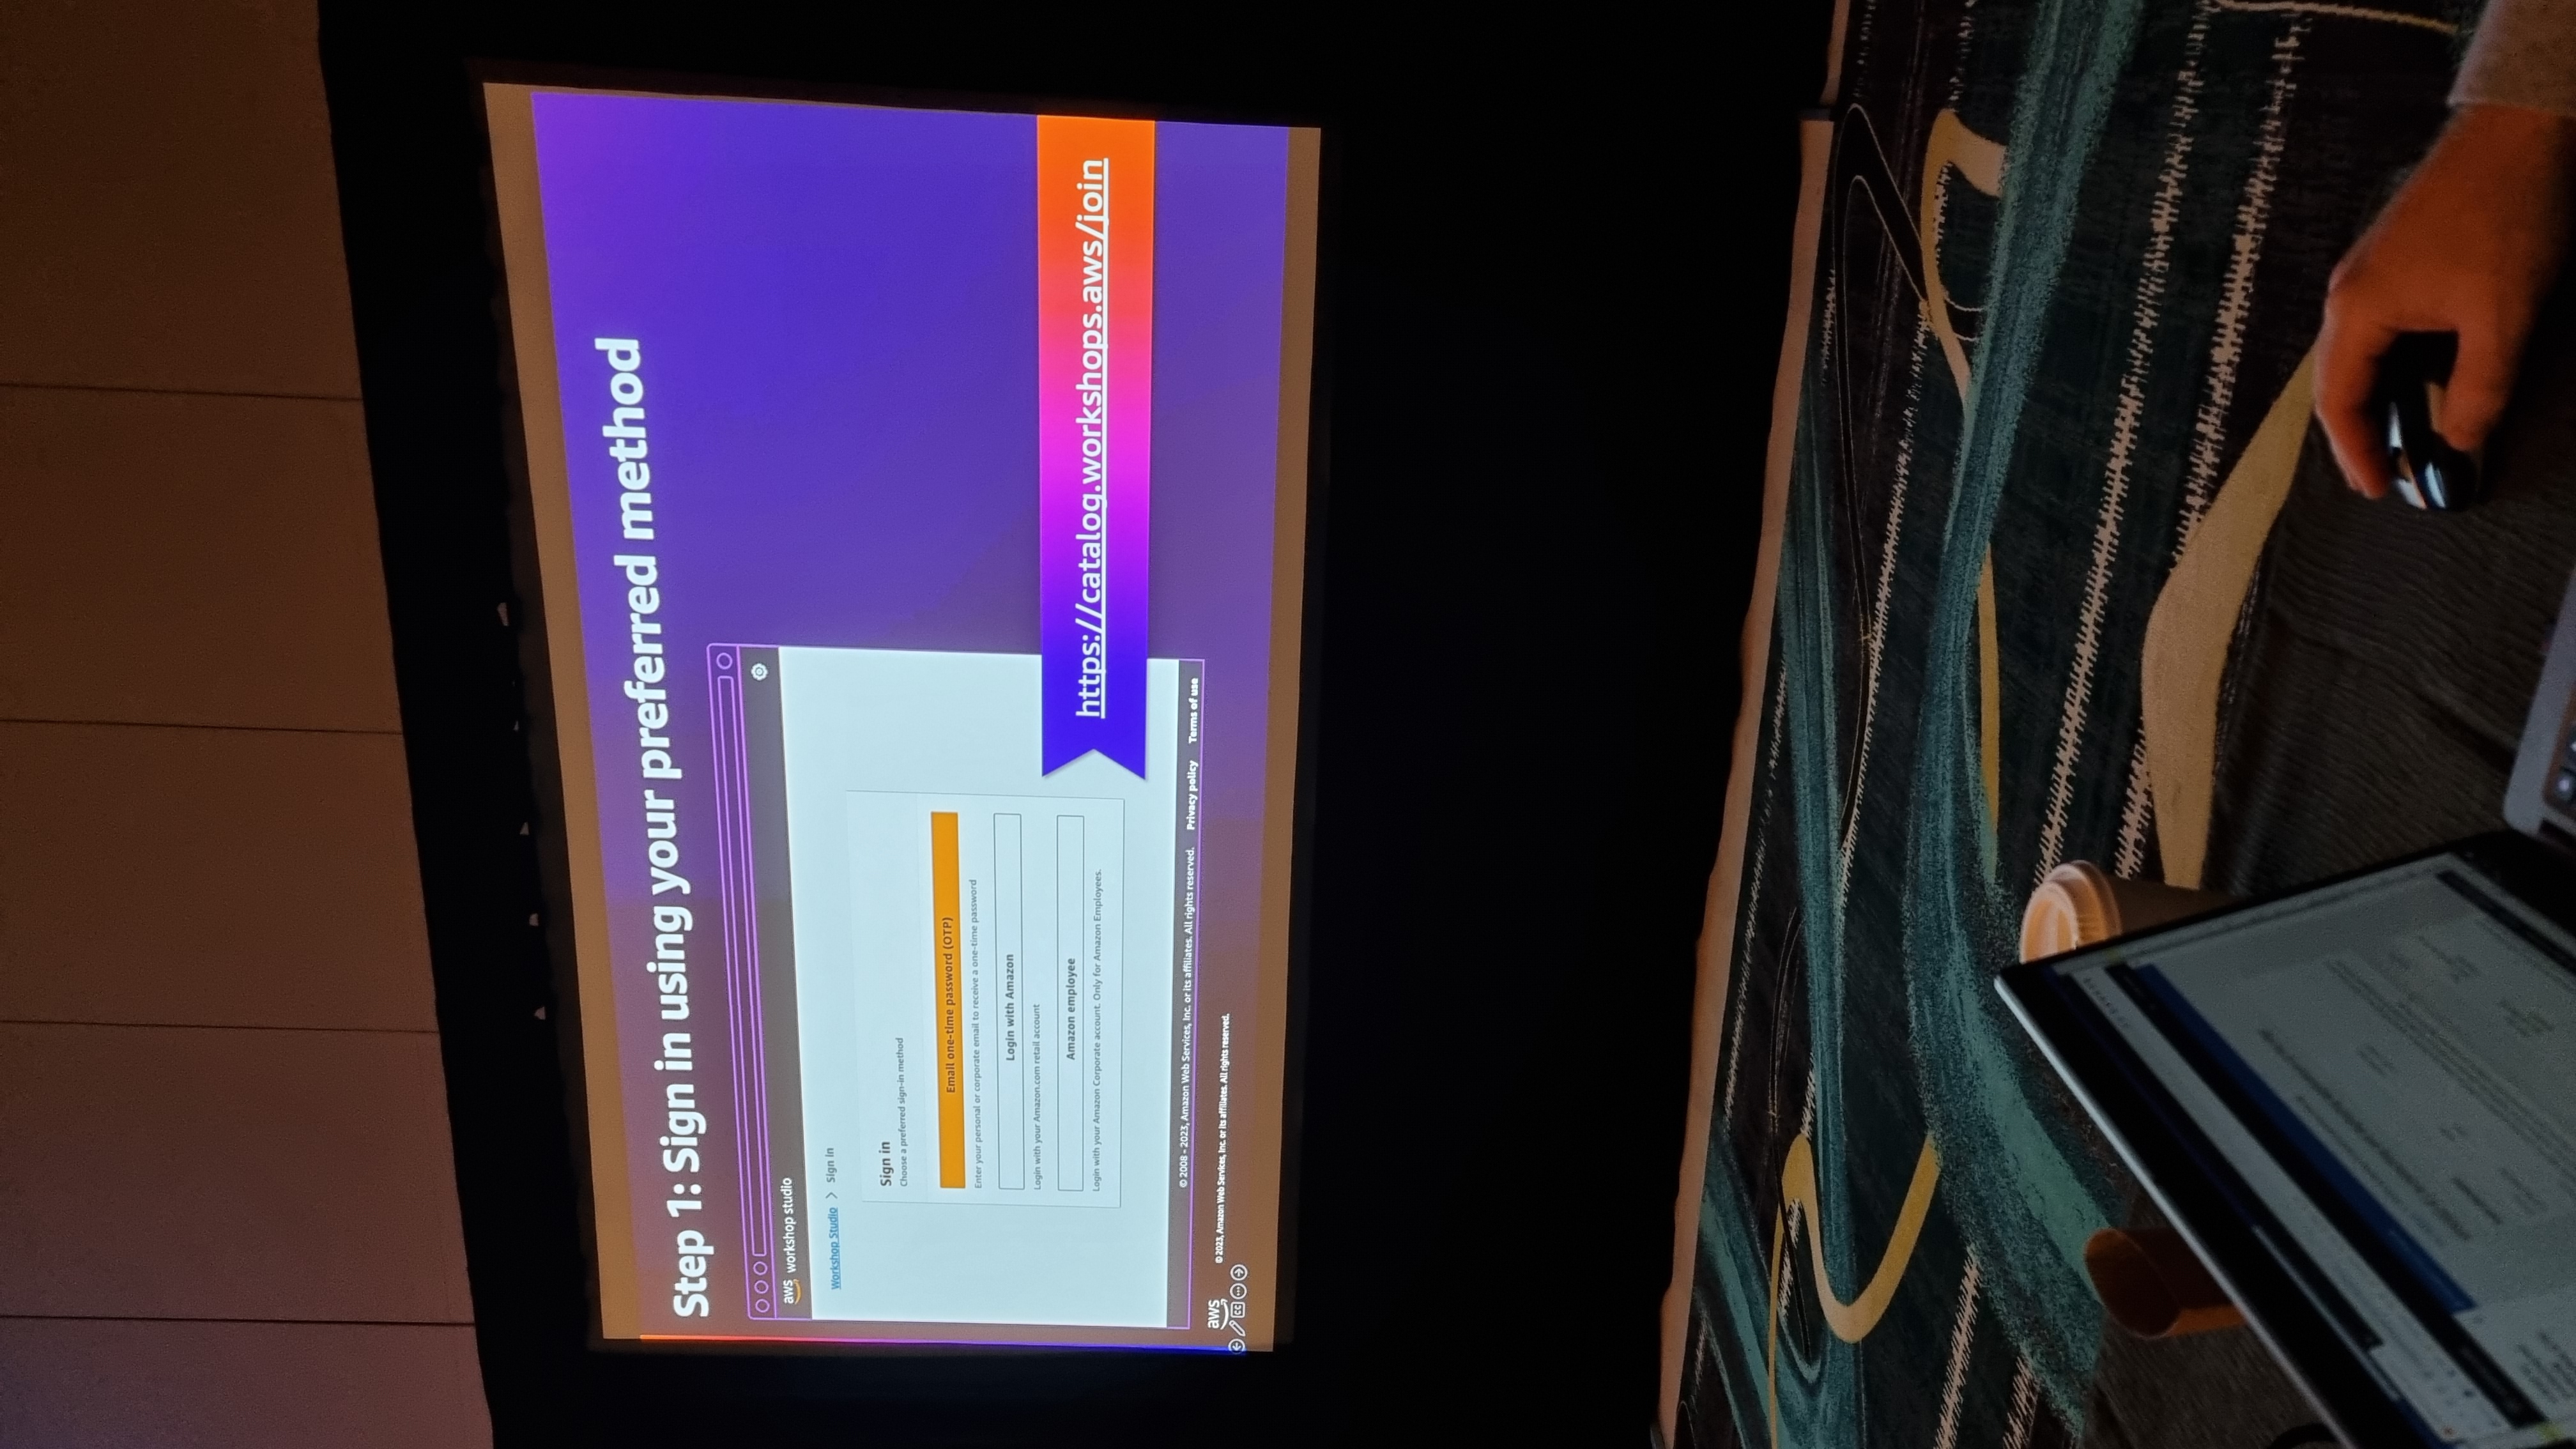 Step 1: Sign in using your preferred method
aws workshop studio
Workshop Studio > Sign in
Sign in
Choose a preferred sign-in method
Email one-time password (OTP)
Enter your personal or corporate email to receive a one-time password
Login with Amazon
Login with your Amazon.com retail account
Amazon employee
Login with your Amazon Corporate account. Only for Amazon Employees.
https://catalog.workshops.aws/join
© 2008 - 2023, Amazon Web Services, Inc. or its affiliates. All rights reserved. Privacy policy Terms of use
aws © 2023, Amazon Web Services, Inc. or its affiliates. All rights reserved.
CC